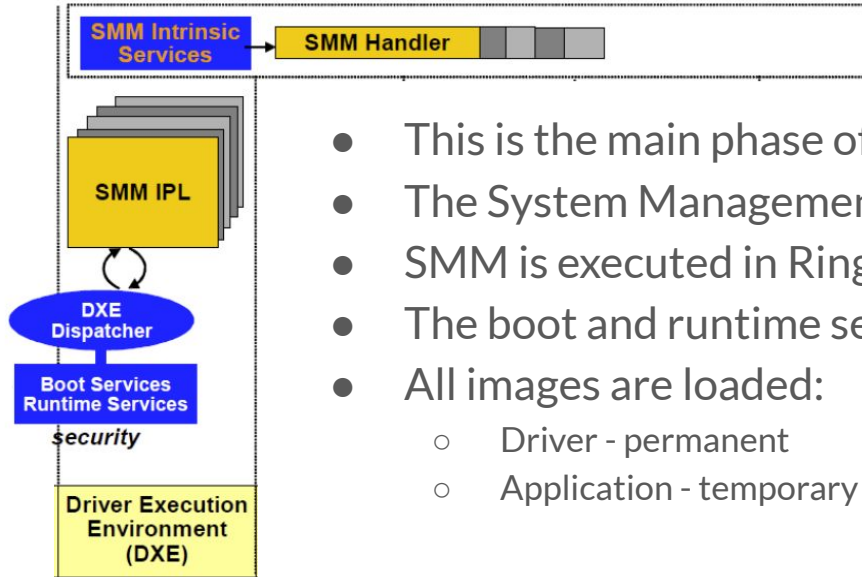 SMM Intrinsic
Services
SMM Handler
SMM IPL
DXE
Dispatcher
Boot Services
Runtime Services
security
Driver Execution
Environment
(DXE)
● This is the main phase of
● The System Managemen
● SMM is executed in Ring
● The boot and runtime se
● All images are loaded:
○ Driver - permanent
○ Application - temporary